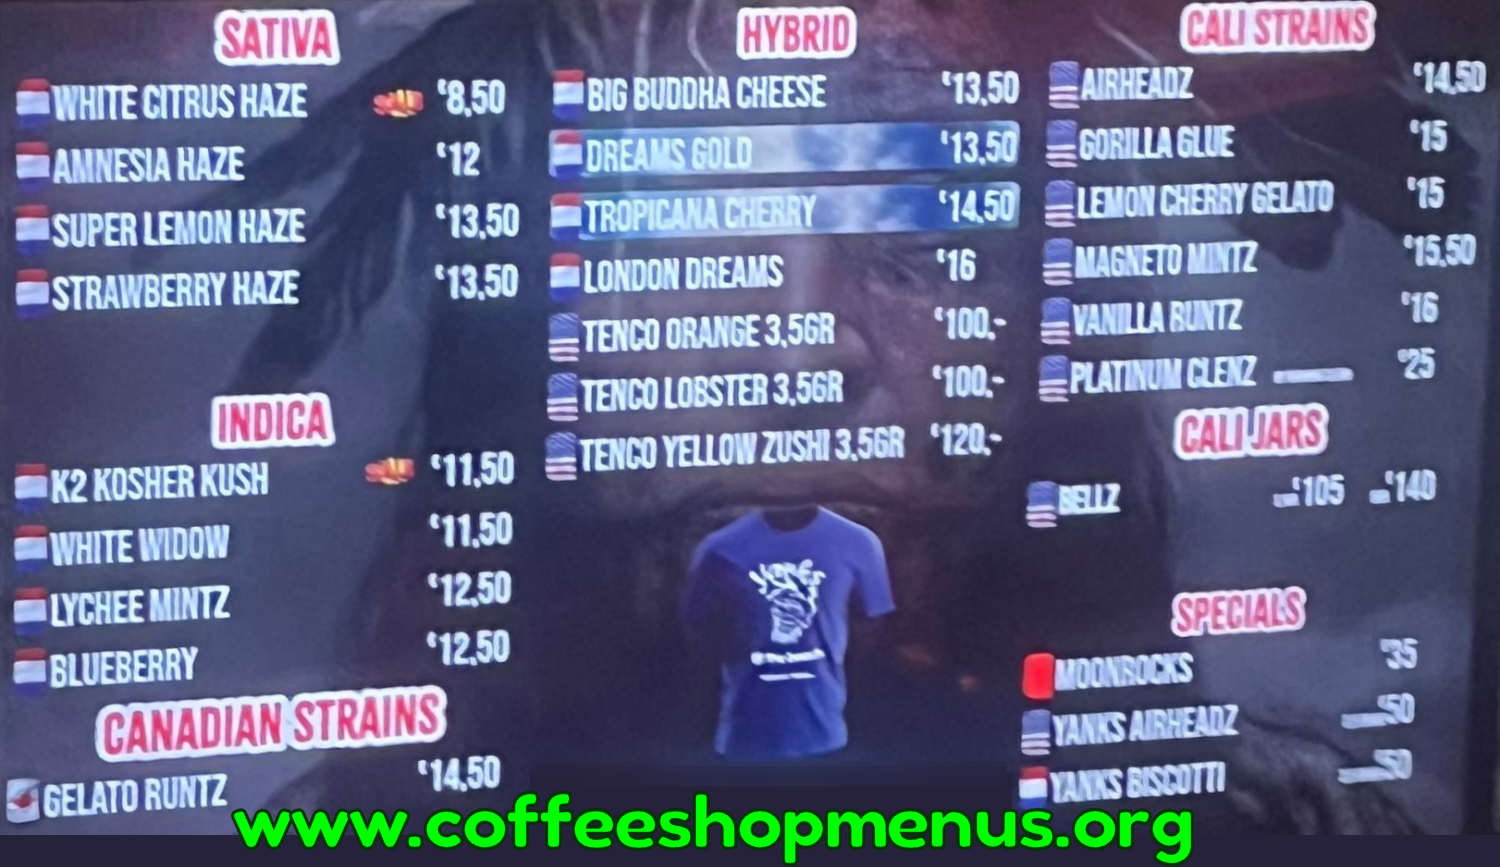 SATIVA
WHITE CITRUS HAZE €8,50
AMNESIA HAZE €12
SUPER LEMON HAZE €13,50
STRAWBERRY HAZE €13,50
INDICA
K2 KOSHER KUSH €11,50
WHITE WIDOW €11,50
LYCHEE MINTZ €12,50
BLUEBERRY €12,50
CANADIAN STRAINS
GELATO RUNTZ €14,50
HYBRID
BIG BUDDHA CHEESE €13,50
DREAMS GOLD €13,50
TROPICANA CHERRY €14,50
LONDON DREAMS €16
TENCO ORANGE 3,5GR €100,-
TENCO LOBSTER 3,5GR €100,-
TENCO YELLOW ZUSHI 3,5GR €120,-
CALI STRAINS
AIRHEADZ €14,50
GORILLA GLUE €15
LEMON CHERRY GELATO €15
MAGNETO MINTZ €15,50
VANILLA RUNTZ €16
PLATINUM GLENZ €25
CALI JARS
BELLZ €105 €140
SPECIALS
MOONROCKS €35
YANKS AIRHEADZ 50
YANKS BISCOTTI 50
www.coffeeshopmenus.org